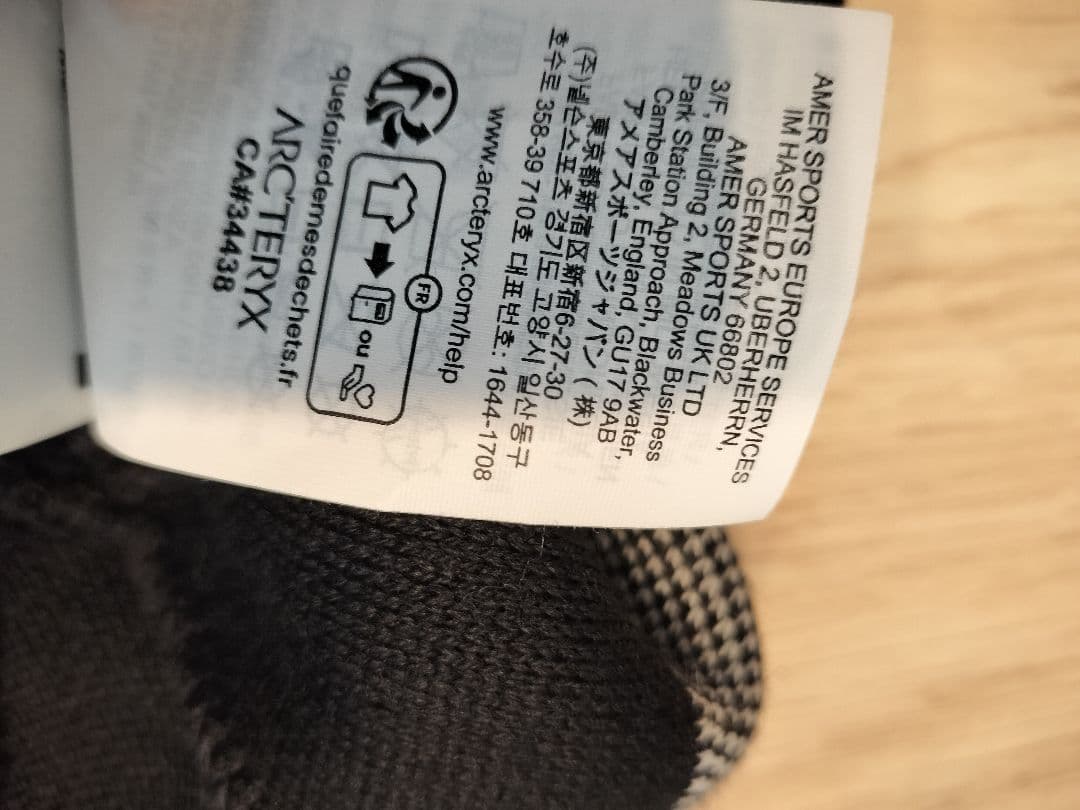 AMER SPORTS EUROPE SERVICES
IM HASFELD 2, UBERHERRN,
GERMANY 66802
AMER SPORTS UK LTD
3/F, Building 2, Meadows Business
Park Station Approach, Blackwater,
Camberley, England, GU17 9AB
アメアスポーツジャパン (株)
東京都新宿区新宿6-27-30
(주)넬슨스포츠 경기도 고양시 일산동구
호수로 358-39 710호 대표번호: 1644-1708
www.arcteryx.com/help
FR
ou
quefairedemesdechets.fr
ARC'TERYX
CA#34438